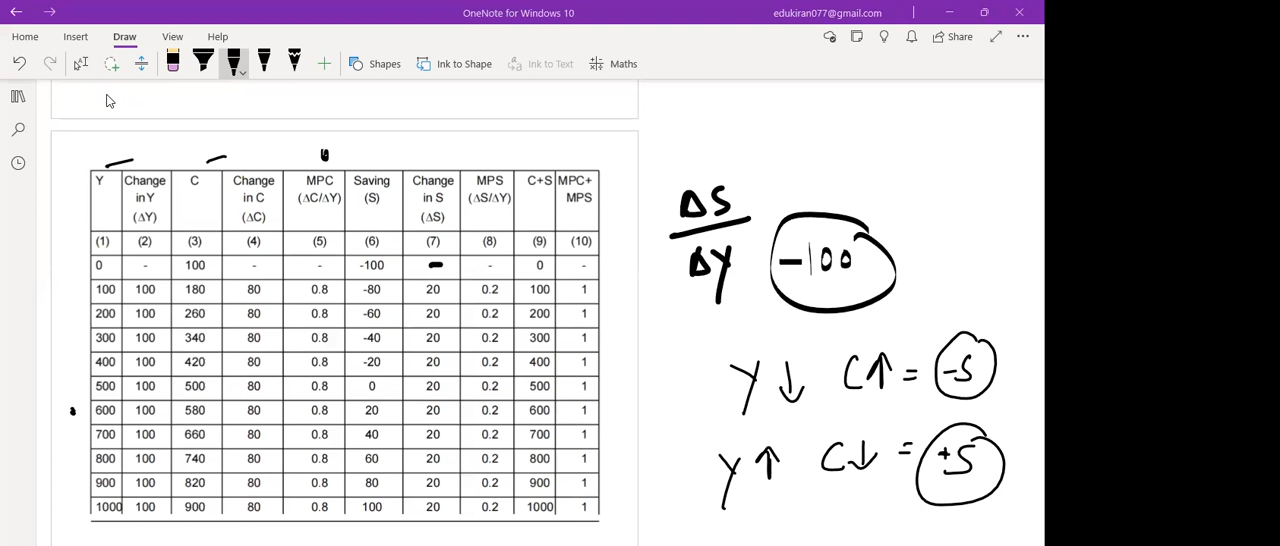 OneNote for Windows 10
edukiran077@gmail.com
Home Insert Draw View Help
Shapes Ink to Shape Ink to Text Maths Share
Y Change in Y (ΔY) C Change in C (ΔC) MPC (ΔC/ΔY) Saving (S) Change in S (ΔS) MPS (ΔS/ΔY) C+S MPC+ MPS
(1) (2) (3) (4) (5) (6) (7) (8) (9) (10)
0 - 100 - - -100 - - 0 -
100 100 180 80 0.8 -80 20 0.2 100 1
200 100 260 80 0.8 -60 20 0.2 200 1
300 100 340 80 0.8 -40 20 0.2 300 1
400 100 420 80 0.8 -20 20 0.2 400 1
500 100 500 80 0.8 0 20 0.2 500 1
600 100 580 80 0.8 20 20 0.2 600 1
700 100 660 80 0.8 40 20 0.2 700 1
800 100 740 80 0.8 60 20 0.2 800 1
900 100 820 80 0.8 80 20 0.2 900 1
1000 100 900 80 0.8 100 20 0.2 1000 1
ΔS
ΔY
-100
Y ↓ C↑ = -S
Y ↑ C↓ = +S